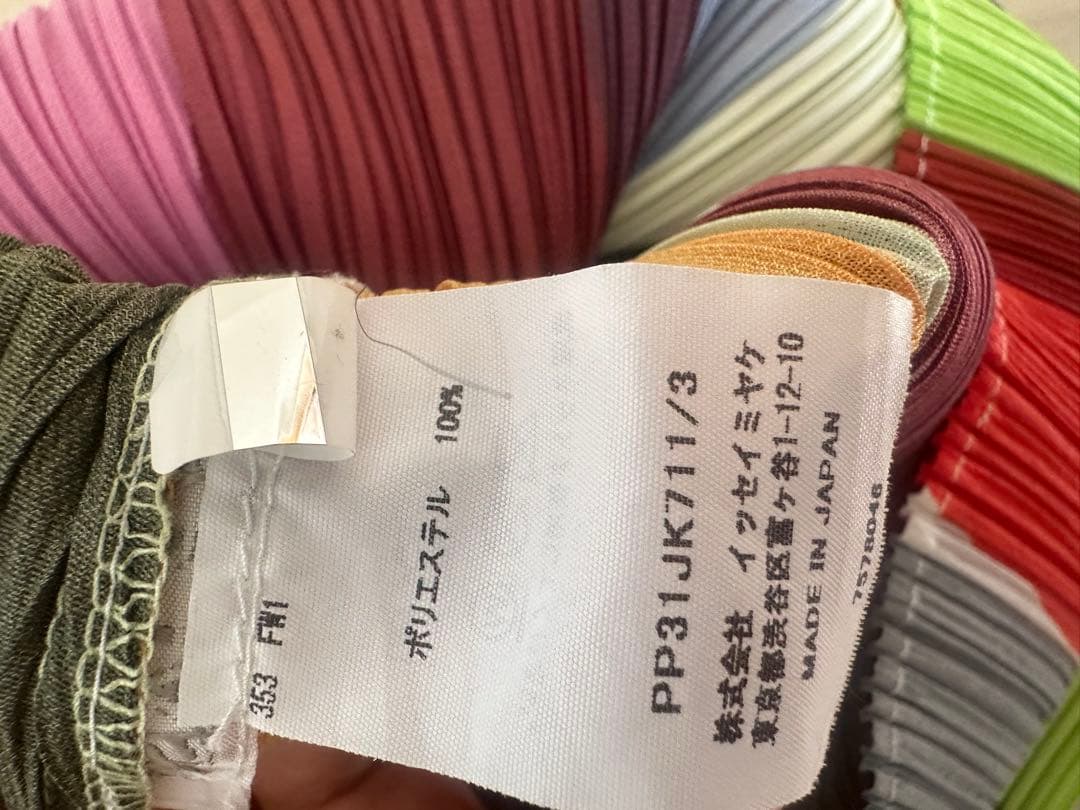 353 FW1
ポリエステル 100%
PP31JK711/3
株式会社 イッセイミヤケ
東京都渋谷区富ヶ谷1-12-10
MADE IN JAPAN
7578046